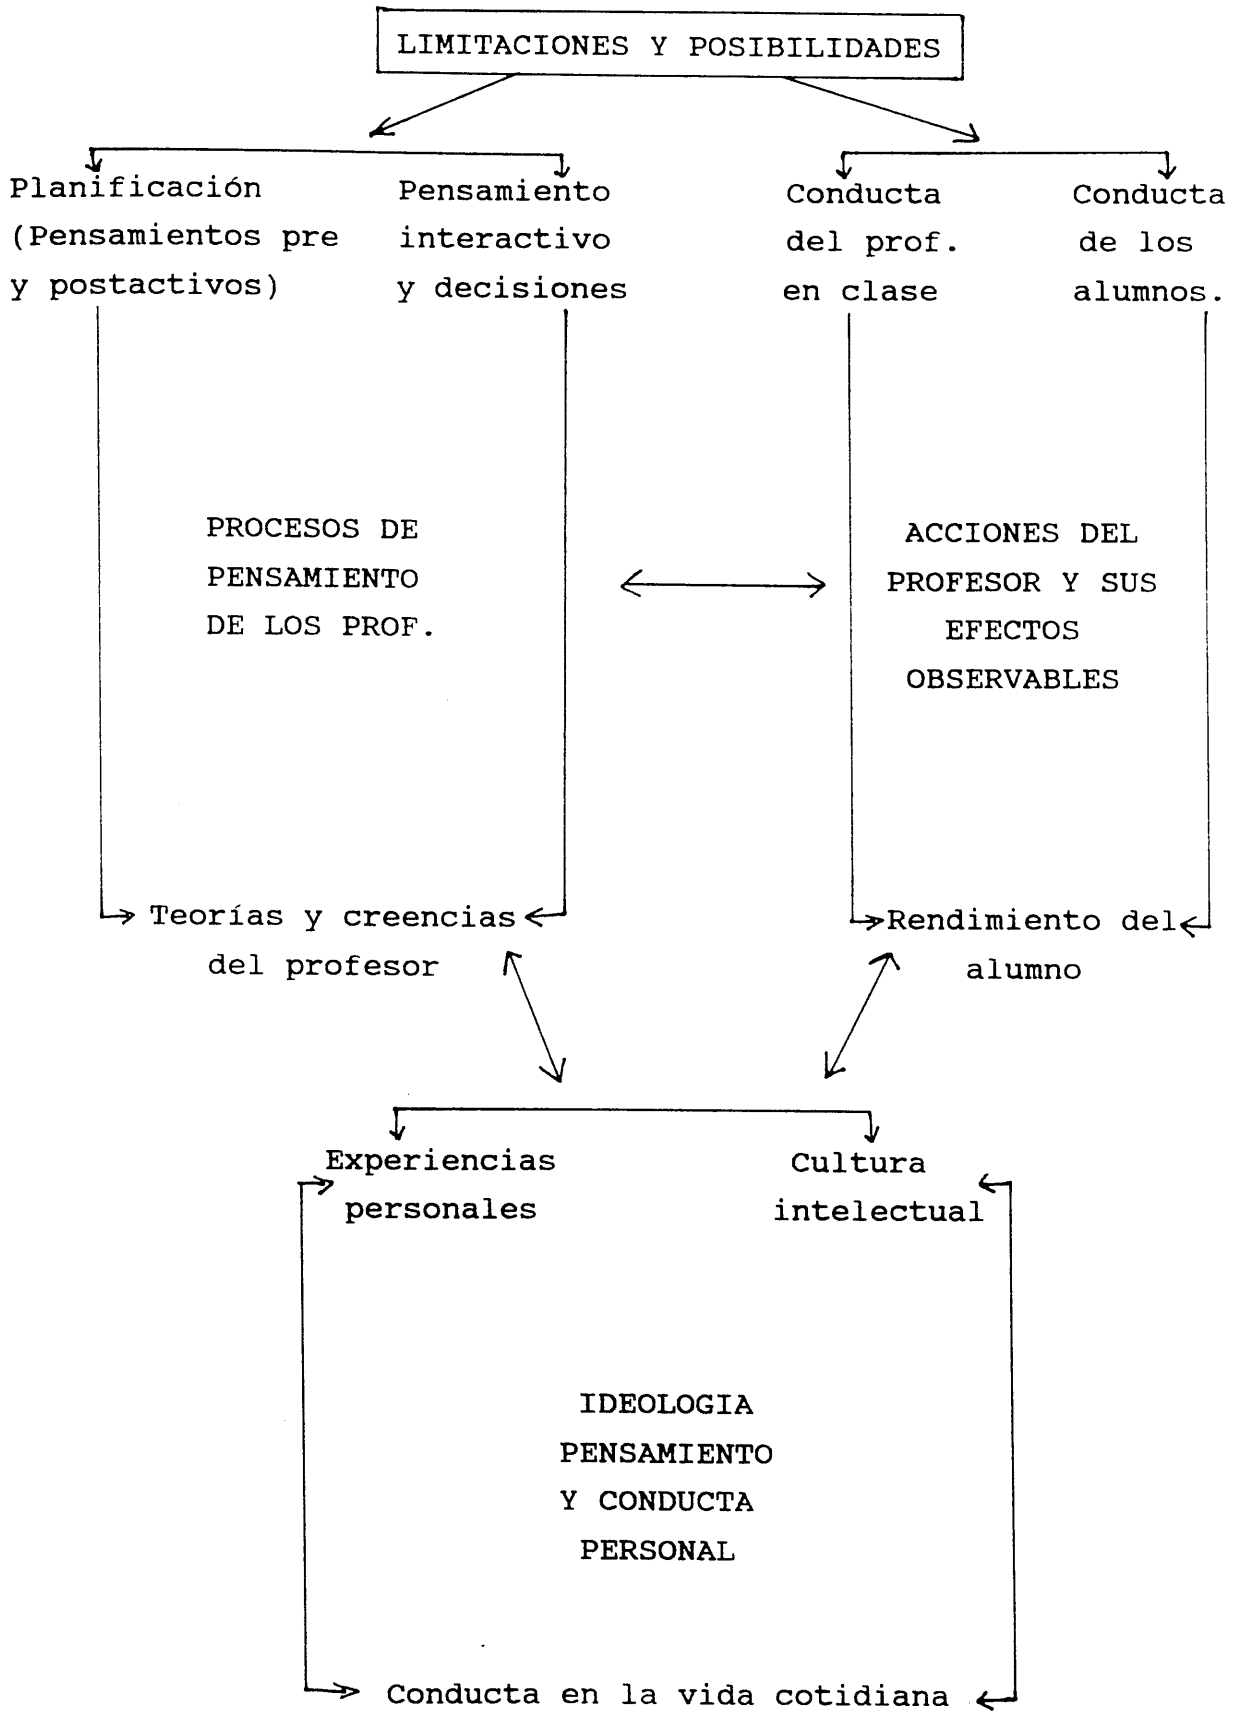 LIMITACIONES Y POSIBILIDADES
Planificación
(Pensamientos pre
y postactivos)
Pensamiento
interactivo
y decisiones
Conducta
del prof.
en clase
Conducta
de los
alumnos.
PROCESOS DE
PENSAMIENTO
DE LOS PROF.
ACCIONES DEL
PROFESOR Y SUS
EFECTOS
OBSERVABLES
Teorías y creencias
del profesor
Rendimiento del
alumno
Experiencias
personales
Cultura
intelectual
IDEOLOGIA
PENSAMIENTO
Y CONDUCTA
PERSONAL
Conducta en la vida cotidiana